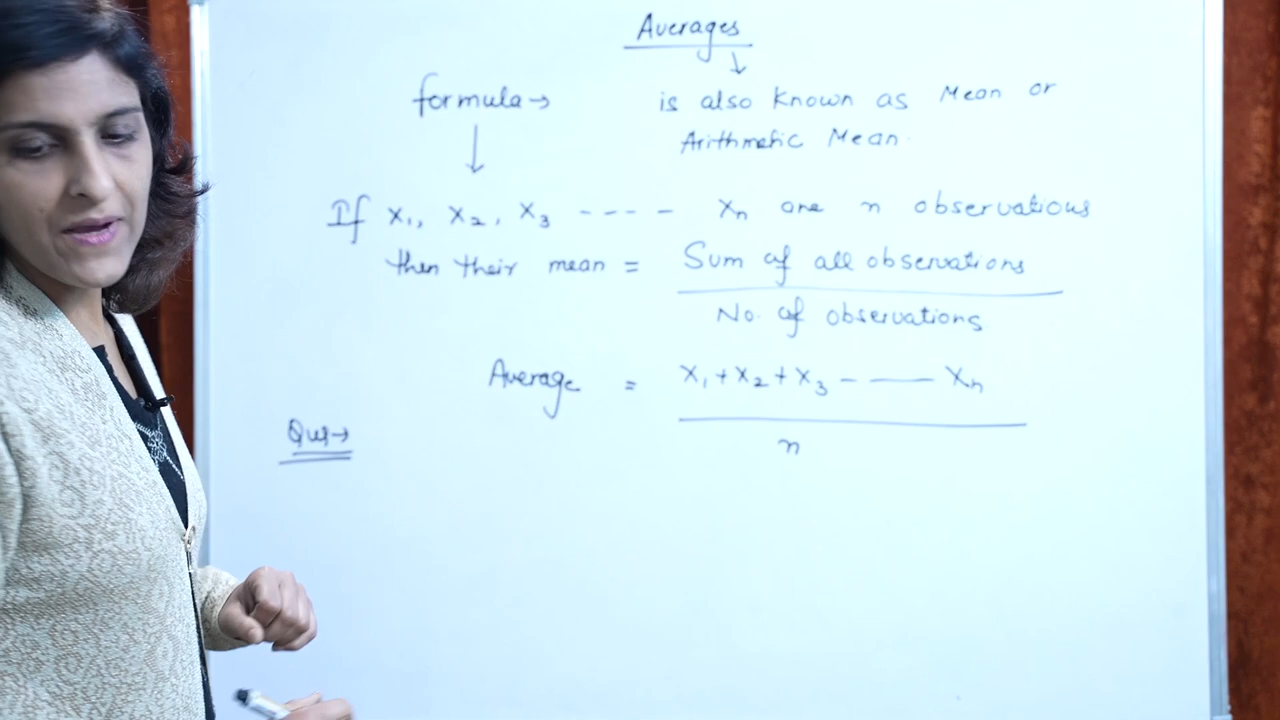 Averages
↓
formula →
is also known as Mean or
Arithmetic Mean.
↓
If x₁, x₂, x₃ ---- xₙ are n observations
then their mean = Sum of all observations
No. of observations
Average = x₁+x₂+x₃ – — xₙ
n
Qus→